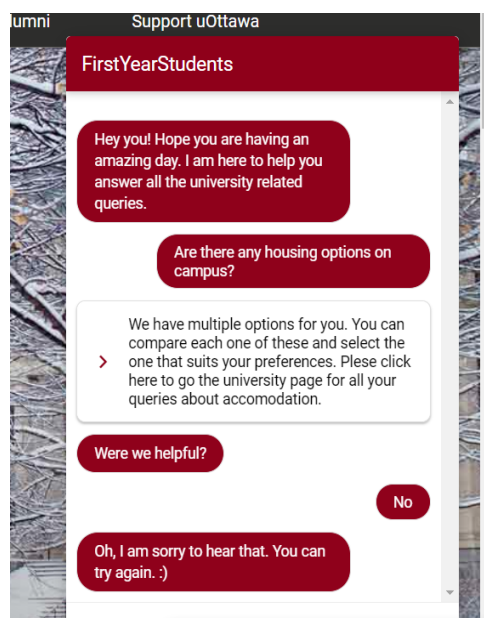 lumni Support uOttawa
FirstYearStudents
Hey you! Hope you are having an
amazing day. I am here to help you
answer all the university related
queries.
Are there any housing options on
campus?
We have multiple options for you. You can
compare each one of these and select the
one that suits your preferences. Plese click
here to go the university page for all your
queries about accomodation.
Were we helpful?
No
Oh, I am sorry to hear that. You can
try again. :)